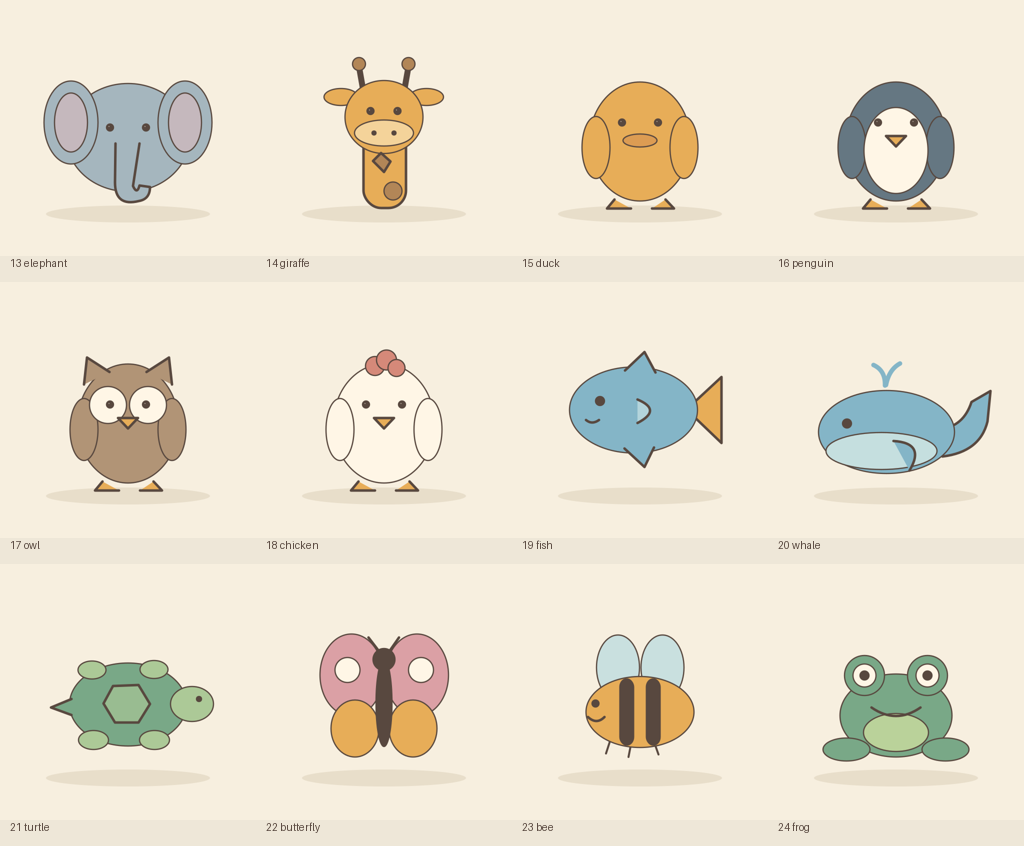 13 elephant
14 giraffe
15 duck
16 penguin
17 owl
18 chicken
19 fish
20 whale
21 turtle
22 butterfly
23 bee
24 frog